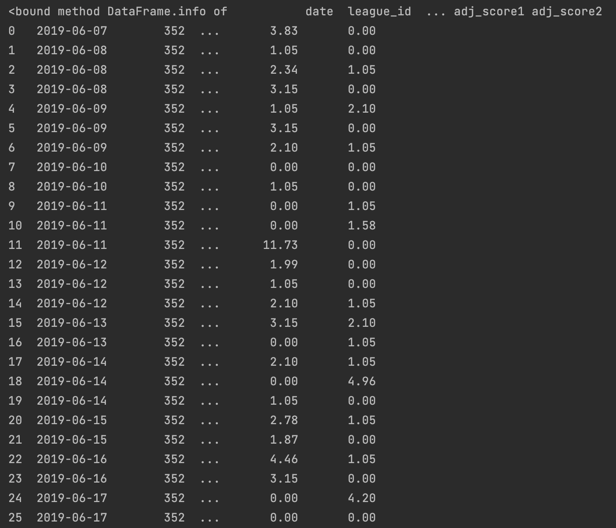 <bound method DataFrame.info of           date  league_id  ... adj_score1 adj_score2
0   2019-06-07        352  ...       3.83       0.00
1   2019-06-08        352  ...       1.05       0.00
2   2019-06-08        352  ...       2.34       1.05
3   2019-06-08        352  ...       3.15       0.00
4   2019-06-09        352  ...       1.05       2.10
5   2019-06-09        352  ...       3.15       0.00
6   2019-06-09        352  ...       2.10       1.05
7   2019-06-10        352  ...       0.00       0.00
8   2019-06-10        352  ...       1.05       0.00
9   2019-06-11        352  ...       0.00       1.05
10  2019-06-11        352  ...       0.00       1.58
11  2019-06-11        352  ...      11.73       0.00
12  2019-06-12        352  ...       1.99       0.00
13  2019-06-12        352  ...       1.05       0.00
14  2019-06-12        352  ...       2.10       1.05
15  2019-06-13        352  ...       3.15       2.10
16  2019-06-13        352  ...       0.00       1.05
17  2019-06-14        352  ...       2.10       1.05
18  2019-06-14        352  ...       0.00       4.96
19  2019-06-14        352  ...       1.05       0.00
20  2019-06-15        352  ...       2.78       1.05
21  2019-06-15        352  ...       1.87       0.00
22  2019-06-16        352  ...       4.46       1.05
23  2019-06-16        352  ...       3.15       0.00
24  2019-06-17        352  ...       0.00       4.20
25  2019-06-17        352  ...       0.00       0.00